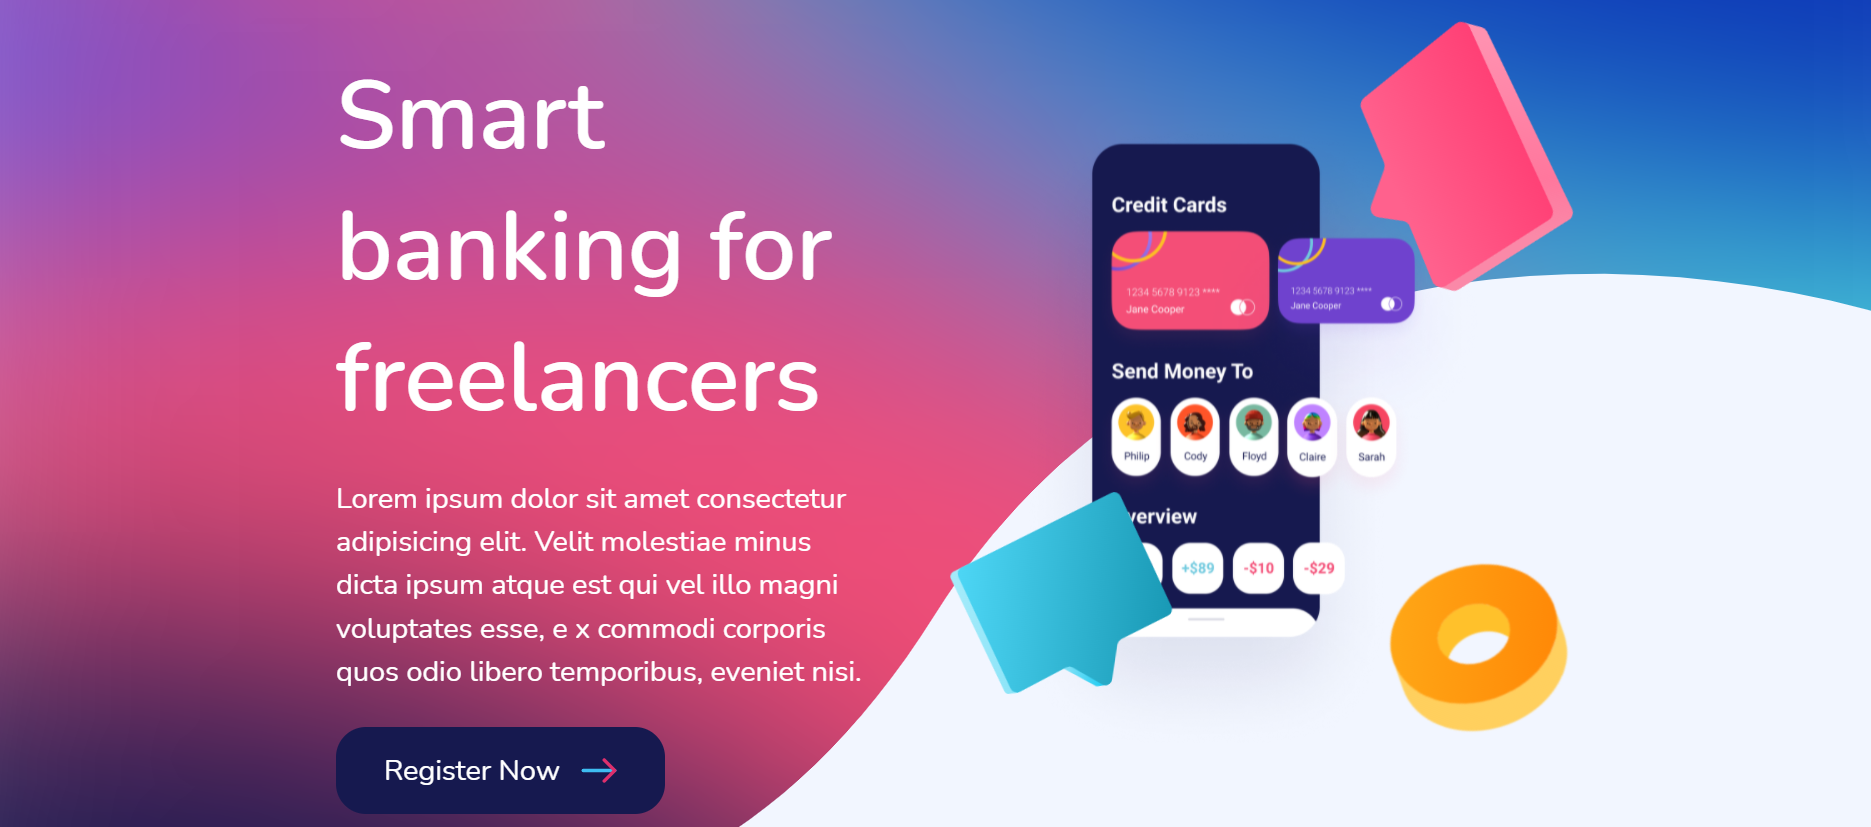 Smart
banking for
freelancers
Lorem ipsum dolor sit amet consectetur
adipisicing elit. Velit molestiae minus
dicta ipsum atque est qui vel illo magni
voluptates esse, e x commodi corporis
quos odio libero temporibus, eveniet nisi.
Register Now
Credit Cards
1234 5678 9123 ****
Jane Cooper
1234 5678 9123 ****
Jane Cooper
Send Money To
Philip Cody Floyd Claire Sarah
verview
+$89 -$10 -$29